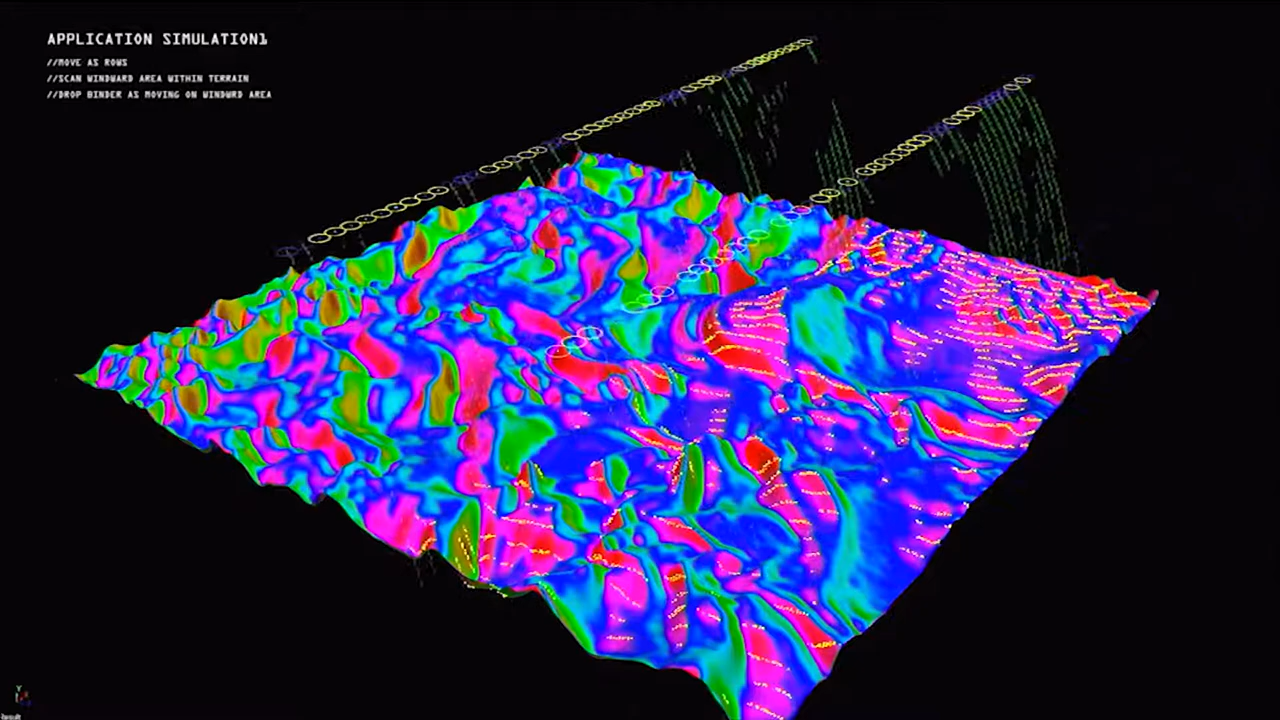 APPLICATION SIMULATION1
//MOVE AS ROWS
//SCAN WINDWARD AREA WITHIN TERRAIN
//DROP BINDER AS MOVING ON WINDWRD AREA
Y